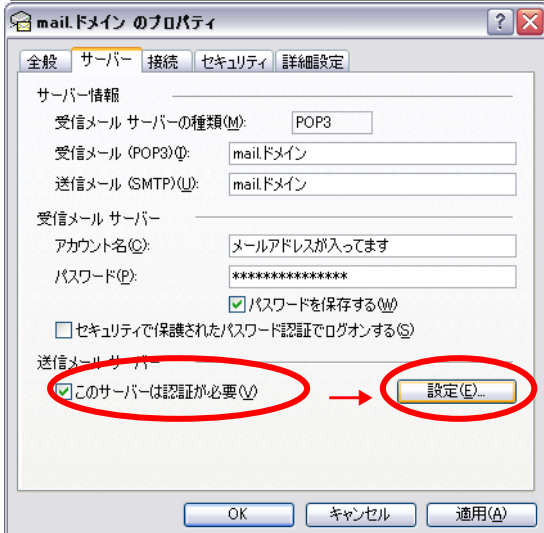 mail.ドメイン のプロパティ
全般 サーバー 接続 セキュリティ 詳細設定
サーバー情報
受信メール サーバーの種類(M): POP3
受信メール (POP3)(I): mail.ドメイン
送信メール (SMTP)(U): mail.ドメイン
受信メール サーバー
アカウント名(C): メールアドレスが入ってます
パスワード(P): ***************
パスワードを保存する(W)
セキュリティで保護されたパスワード認証でログオンする(S)
送信メール サーバー
このサーバーは認証が必要(V) → 設定(E)...
OK キャンセル 適用(A)